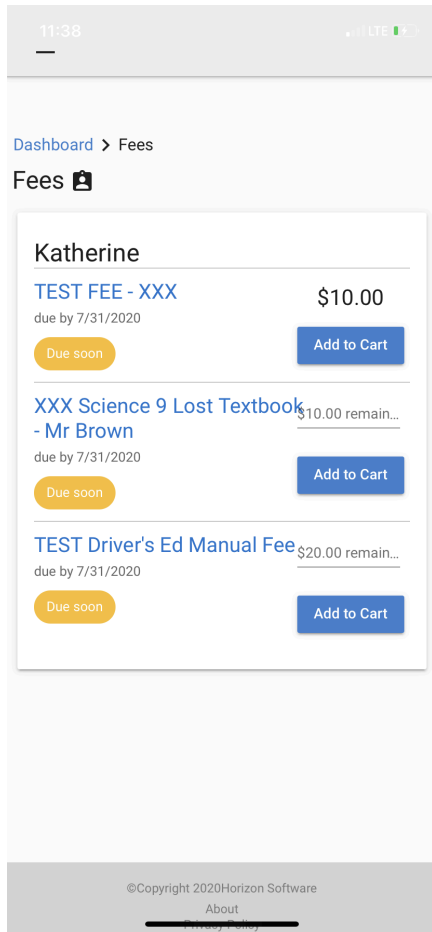 11:38
LTE
Dashboard > Fees
Fees
Katherine
TEST FEE - XXX
$10.00
due by 7/31/2020
Add to Cart
Due soon
XXX Science 9 Lost Textbook
- Mr Brown
$10.00 remain...
due by 7/31/2020
Add to Cart
Due soon
TEST Driver's Ed Manual Fee
$20.00 remain...
due by 7/31/2020
Add to Cart
Due soon
©Copyright 2020Horizon Software
About
Privacy Policy